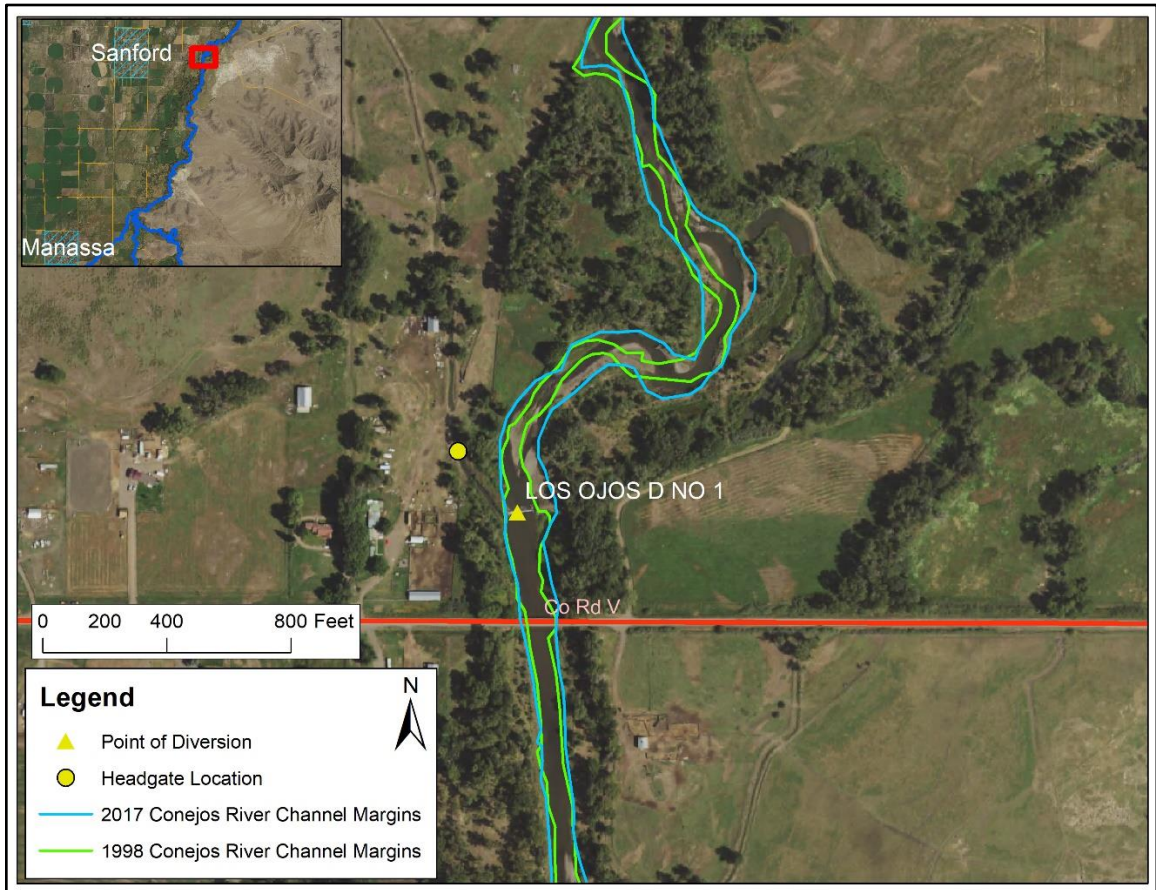 Sanford
Manassa
LOS OJOS D NO 1
Co Rd V
0 200 400 800 Feet
Legend
N
Point of Diversion
Headgate Location
2017 Conejos River Channel Margins
1998 Conejos River Channel Margins